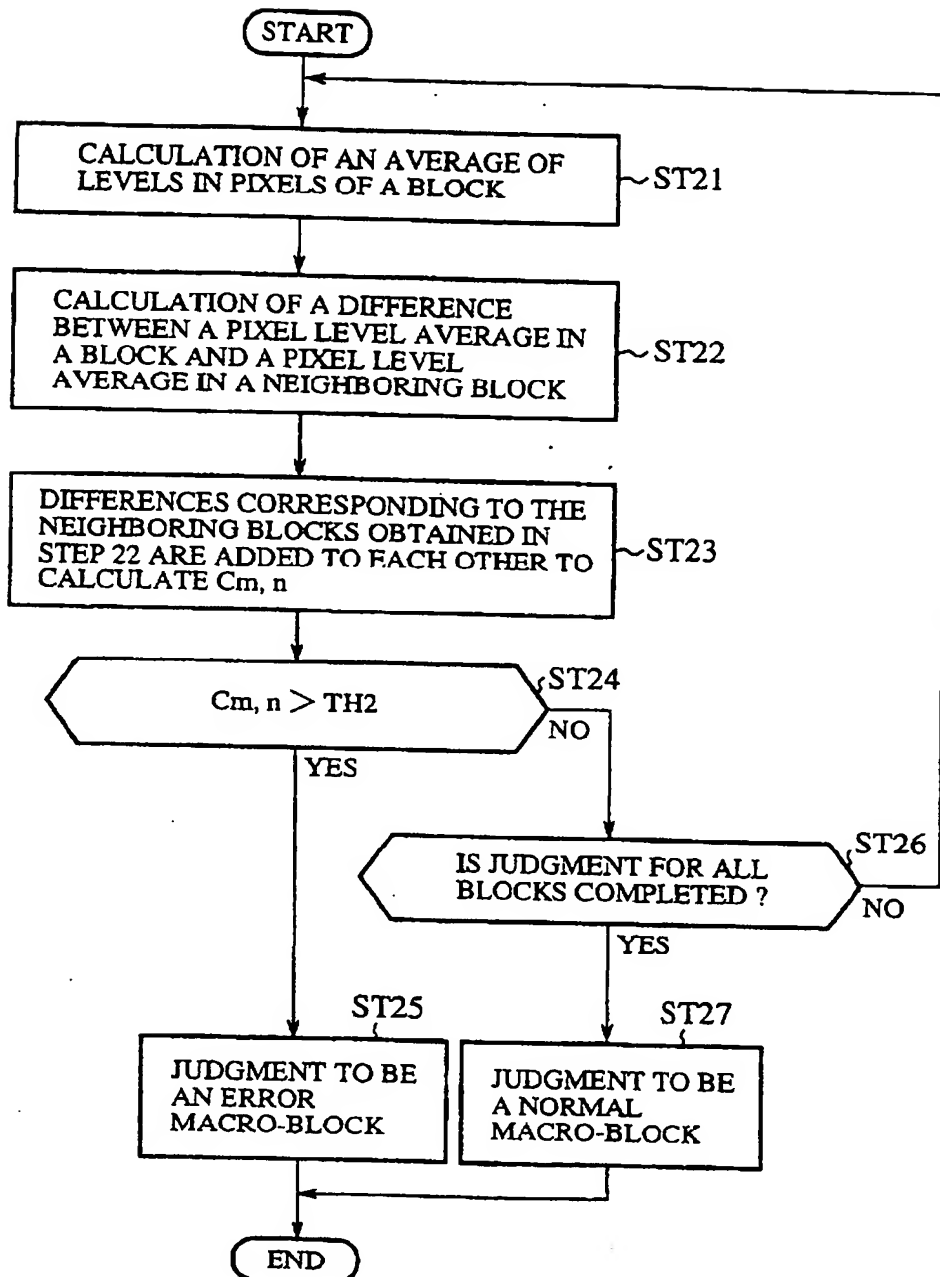 START
CALCULATION OF AN AVERAGE OF
LEVELS IN PIXELS OF A BLOCK
ST21
CALCULATION OF A DIFFERENCE
BETWEEN A PIXEL LEVEL AVERAGE IN
A BLOCK AND A PIXEL LEVEL
AVERAGE IN A NEIGHBORING BLOCK
ST22
DIFFERENCES CORRESPONDING TO THE
NEIGHBORING BLOCKS OBTAINED IN
STEP 22 ARE ADDED TO EACH OTHER TO
CALCULATE Cm, n
ST23
Cm, n > TH2
ST24
NO
YES
IS JUDGMENT FOR ALL
BLOCKS COMPLETED ?
ST26
NO
YES
ST25
JUDGMENT TO BE
AN ERROR
MACRO-BLOCK
ST27
JUDGMENT TO BE
A NORMAL
MACRO-BLOCK
END